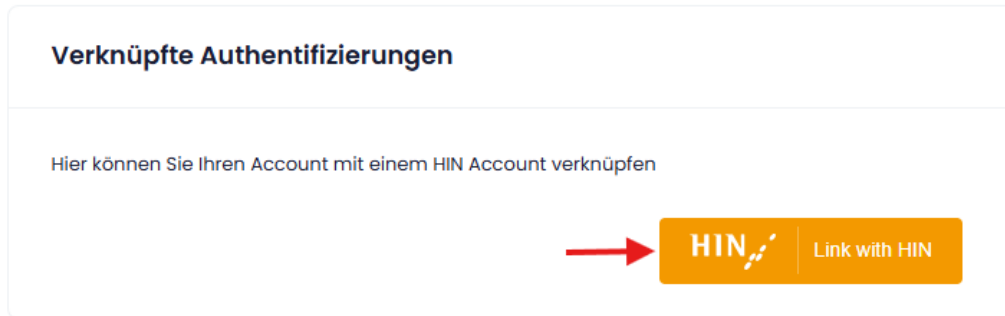 Verknüpfte Authentifizierungen
Hier können Sie Ihren Account mit einem HIN Account verknüpfen
HIN Link with HIN